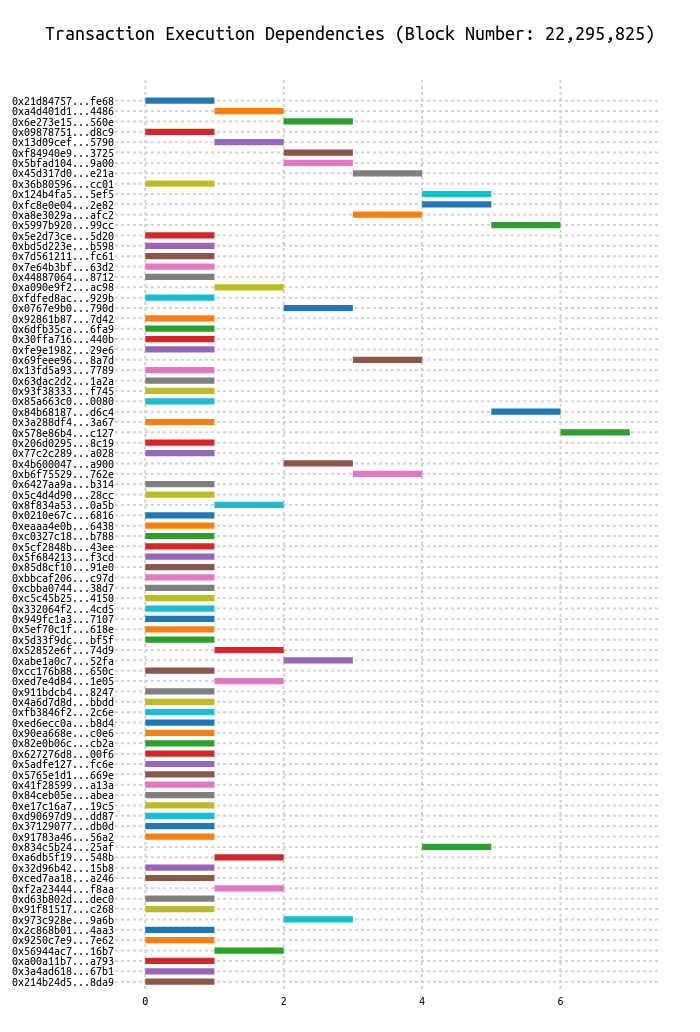 Transaction Execution Dependencies (Block Number: 22,295,825)
0x21d84757...fe68
0xa4d401d1...4486
0x6e273e15...560e
0x09878751...d8c9
0x13d09cef...5790
0xf84940e9...3725
0x5bfad104...9a00
0x45d317d0...e21a
0x36b80596...cc01
0x124b4fa5...5ef5
0xfc8e0e04...2e82
0xa8e3029a...afc2
0x5997b920...99cc
0x5e2d73ce...5d20
0xbd5d223e...b598
0x7d561211...fc61
0x7e64b3bf...63d2
0x44887064...8712
0xa090e9f2...ac98
0xfdfed8ac...929b
0x0767e9b0...790d
0x92861b87...7d42
0x6dfb35ca...6fa9
0x30ffa716...440b
0xfe9e1982...29e6
0x69feee96...8a7d
0x13fd5a93...7789
0x63dac2d2...1a2a
0x93f38333...f745
0x85a663c0...0080
0x84b68187...d6c4
0x3a288df4...3a67
0x578e86b4...c127
0x206d0295...8c19
0x77c2c289...a028
0x4b600047...a900
0xb6f75529...762e
0x6427aa9a...b314
0x5c4d4d90...28cc
0x8f834a53...0a5b
0x0210e67c...6816
0xeaaa4e0b...6438
0xc0327c18...b788
0x5cf2848b...43ee
0x5f684213...f3cd
0x85d8cf10...91e0
0xbbcaf206...c97d
0xcbba0744...38d7
0xc5c45b25...4150
0x332064f2...4cd5
0x949fc1a3...7107
0x5ef70c1f...618e
0x5d33f9dc...bf5f
0x52852e6f...74d9
0xabe1a0c7...52fa
0xcc176b88...650c
0xed7e4d84...1e05
0x911bdcb4...8247
0x4a6d7d8d...bbdd
0xfb3846f2...2c6e
0xed6ecc0a...b8d4
0x90ea668e...c0e6
0x82e0b06c...cb2a
0x627276d8...00f6
0x5adfe127...fc6e
0x5765e1d1...669e
0x41f28599...a13a
0x84ceb05e...abea
0xe17c16a7...19c5
0xd90697d9...dd87
0x37129077...db0d
0x91783a46...56a2
0x834c5b24...25af
0xa6db5f19...548b
0x32d96b42...15b8
0xced7aa18...a246
0xf2a23444...f8aa
0xd63b802d...dec0
0x91f81517...c268
0x973c928e...9a6b
0x2c868b01...4aa3
0x9250c7e9...7e62
0x56944ac7...16b7
0xa00a11b7...a793
0x3a4ad618...67b1
0x214b24d5...8da9
0 2 4 6